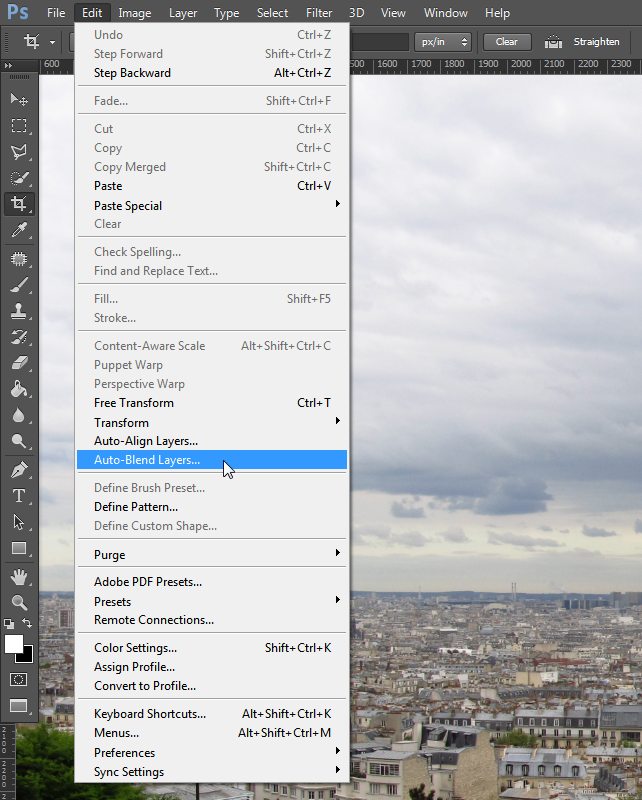 Ps File Edit Image Layer Type Select Filter 3D View Window Help
px/in Clear Straighten
600 1600 1700 1800 1900 2000 2100 2200 2300
Undo Ctrl+Z
Step Forward Shift+Ctrl+Z
Step Backward Alt+Ctrl+Z
Fade... Shift+Ctrl+F
Cut Ctrl+X
Copy Ctrl+C
Copy Merged Shift+Ctrl+C
Paste Ctrl+V
Paste Special
Clear
Check Spelling...
Find and Replace Text...
Fill... Shift+F5
Stroke...
Content-Aware Scale Alt+Shift+Ctrl+C
Puppet Warp
Perspective Warp
Free Transform Ctrl+T
Transform
Auto-Align Layers...
Auto-Blend Layers...
Define Brush Preset...
Define Pattern...
Define Custom Shape...
Purge
Adobe PDF Presets...
Presets
Remote Connections...
Color Settings... Shift+Ctrl+K
Assign Profile...
Convert to Profile...
Keyboard Shortcuts... Alt+Shift+Ctrl+K
Menus... Alt+Shift+Ctrl+M
Preferences
Sync Settings